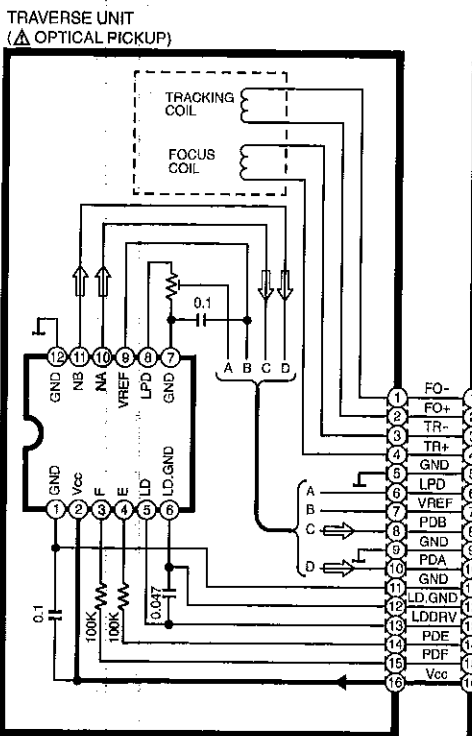 TRAVERSE UNIT
(⚠ OPTICAL PICKUP)
TRACKING
COIL
FOCUS
COIL
0.1
12 11 10 9 8 7
GND NB NA VREF LPD GND
A B C D
GND Vcc F E LD LD.GND
1 2 3 4 5 6
0.1
100K
100K
0.047
A
B
C
D
1 FO-
2 FO+
3 TR-
4 TR+
5 GND
6 LPD
7 VREF
8 PDB
9 GND
10 PDA
11 GND
12 LD.GND
13 LDDRV
14 PDE
15 PDF
16 Vcc